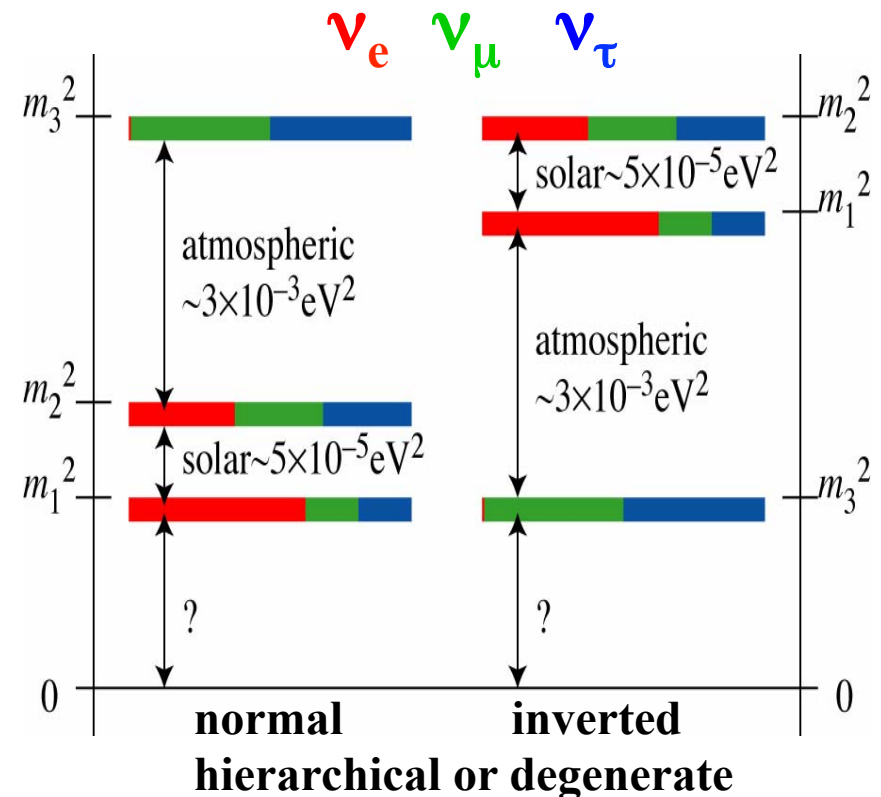 νe νμ ντ
m3² m2²
solar~5×10⁻⁵eV²
m1²
atmospheric
~3×10⁻³eV²
atmospheric
~3×10⁻³eV²
m2²
solar~5×10⁻⁵eV²
m1² m3²
? ?
0 0
normal inverted
hierarchical or degenerate